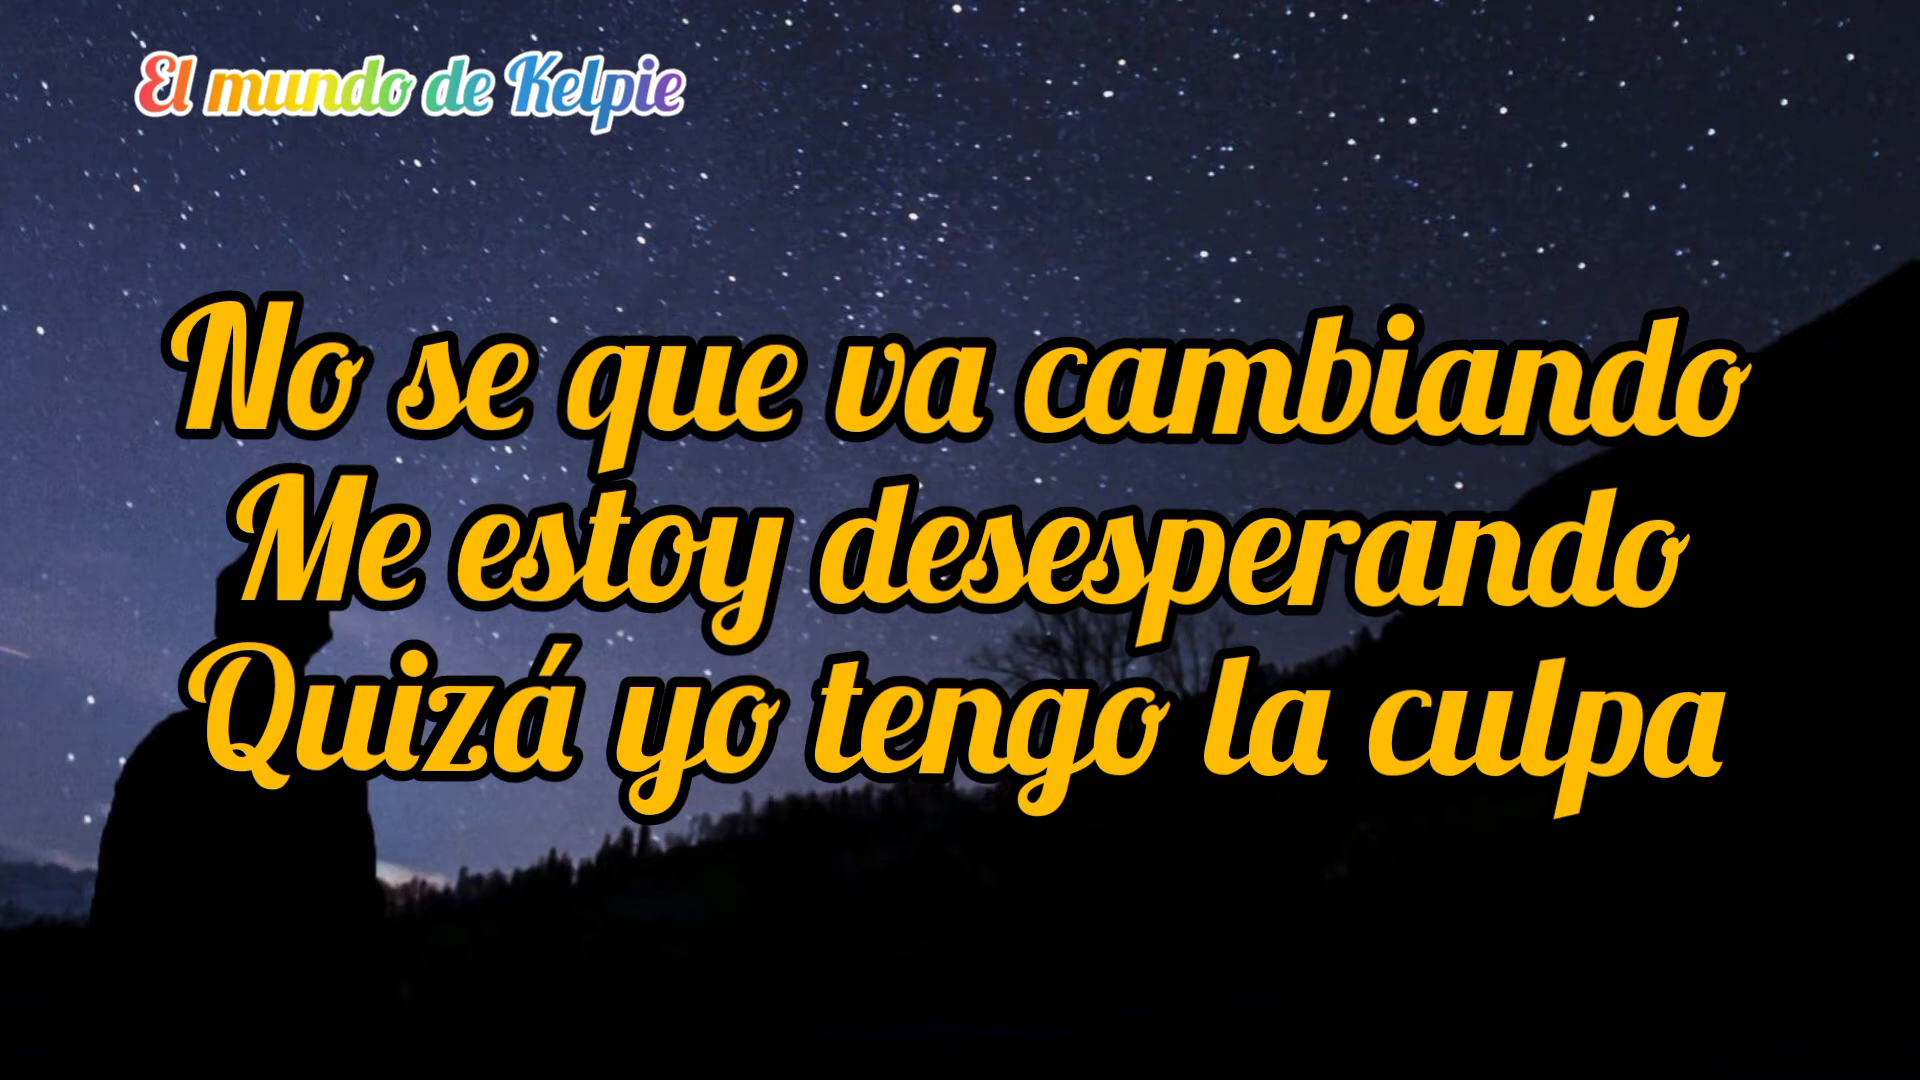 El mundo de Kelpie
No se que va cambiando
Me estoy desesperando
Quizá yo tengo la culpa